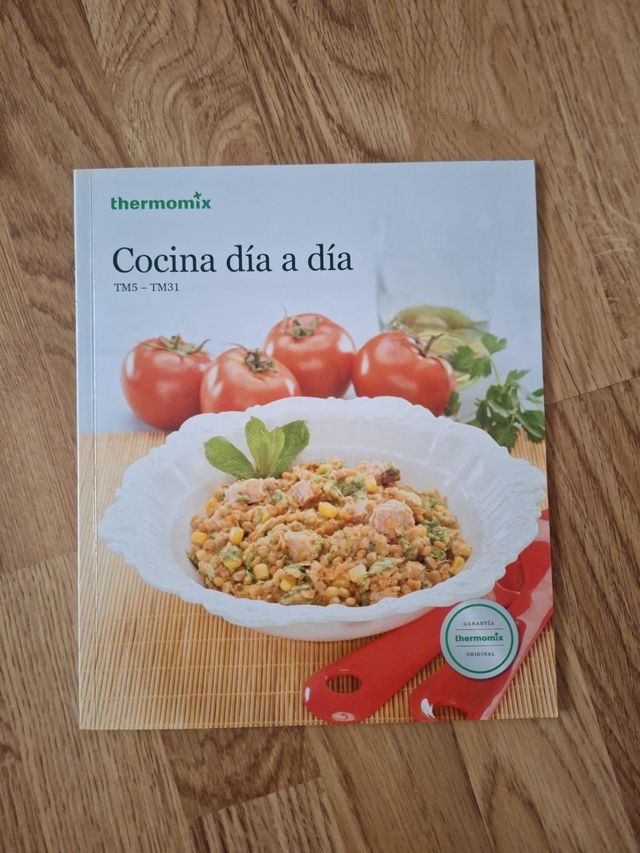 thermomix
Cocina día a día
TM5 – TM31
GARANTÍA
thermomix
ORIGINAL